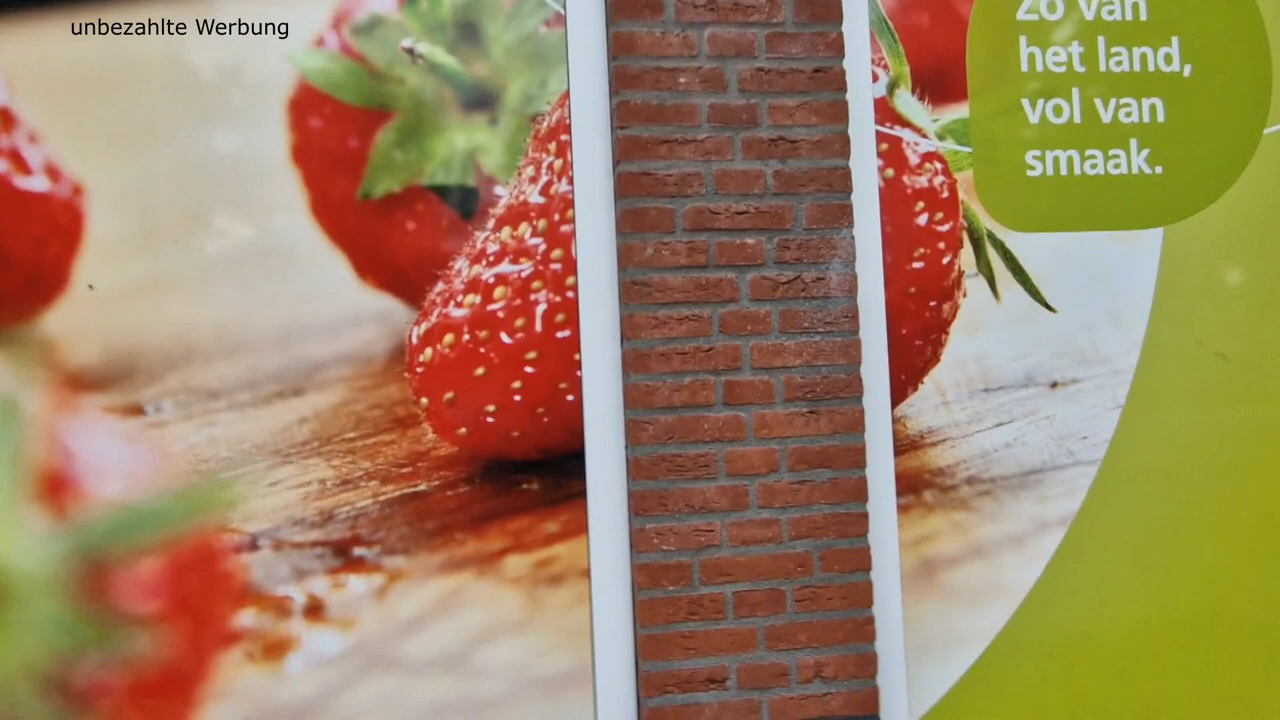 unbezahlte Werbung
Zo van
het land,
vol van
smaak.